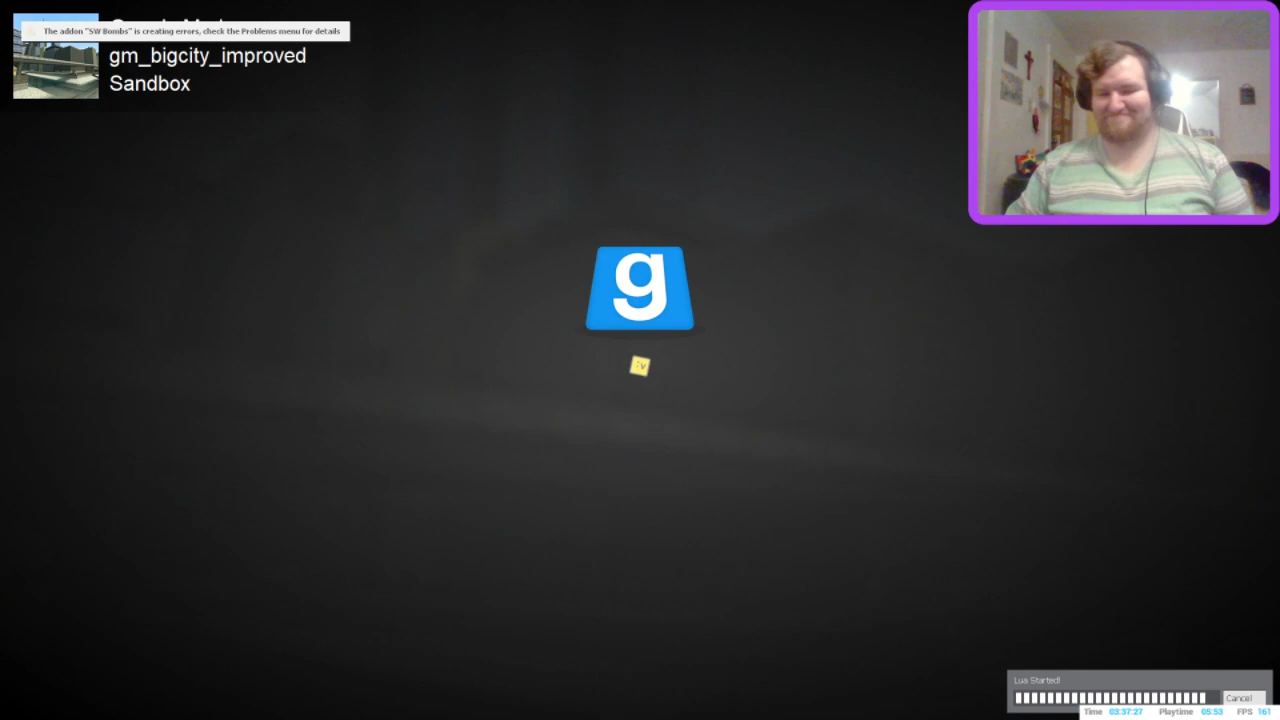 The addon "SW Bombs" is creating errors, check the Problems menu for details
gm_bigcity_improved
Sandbox
g
:v
Lua Started!
Cancel
Time 03:37:27 Playtime 05:53 FPS 161